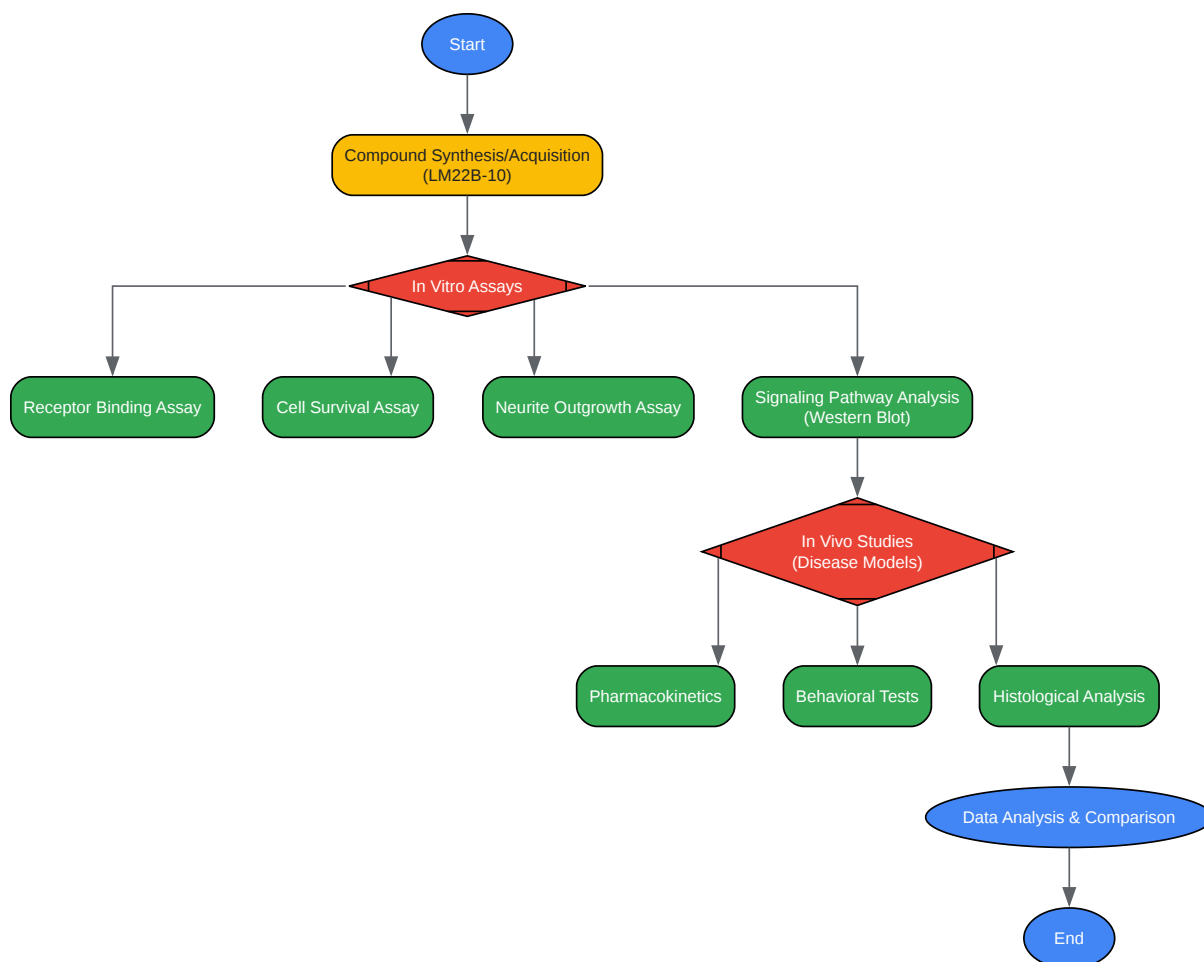 Start
Compound Synthesis/Acquisition
(LM22B-10)
In Vitro Assays
Receptor Binding Assay
Cell Survival Assay
Neurite Outgrowth Assay
Signaling Pathway Analysis
(Western Blot)
In Vivo Studies
(Disease Models)
Pharmacokinetics
Behavioral Tests
Histological Analysis
Data Analysis & Comparison
End